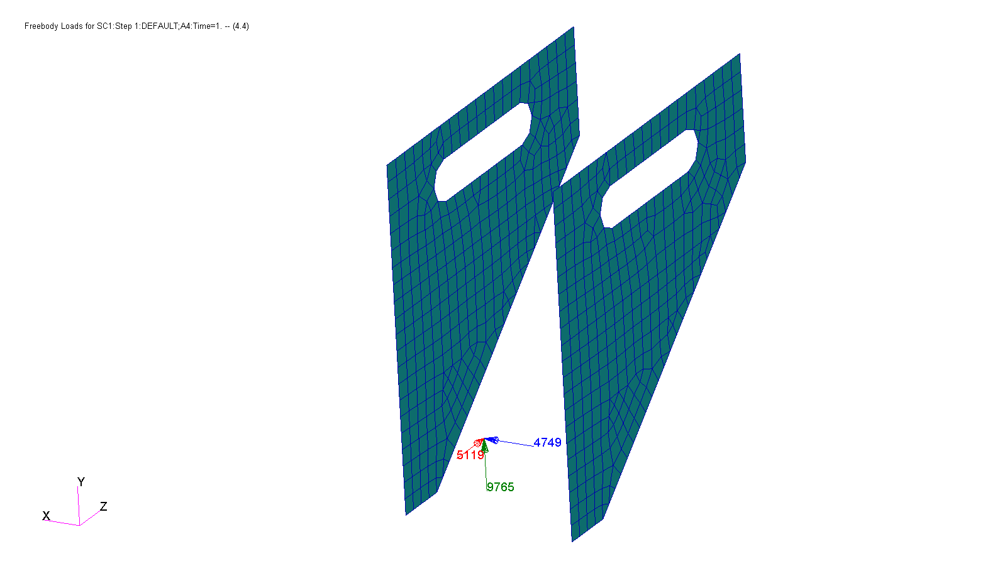 Freebody Loads for SC1:Step 1:DEFAULT;A4:Time=1. -- (4.4)
4749
5119
9765
Y
Z
X